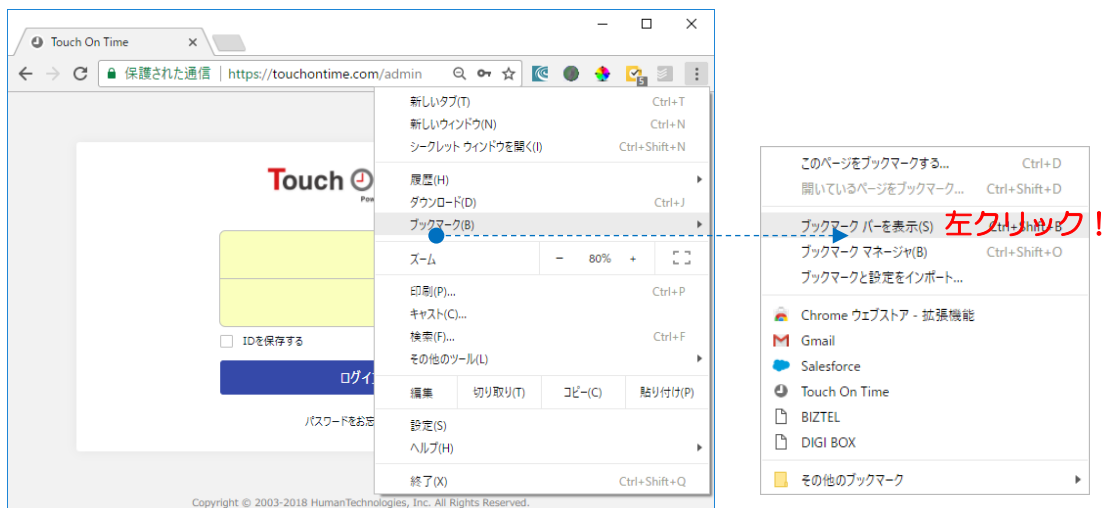 Touch On Time
保護された通信 | https://touchontime.com/admin
5
新しいタブ(T) Ctrl+T
新しいウィンドウ(N) Ctrl+N
シークレット ウィンドウを開く(I) Ctrl+Shift+N
履歴(H)
ダウンロード(D) Ctrl+J
ブックマーク(B)
ズーム − 80% +
印刷(P)... Ctrl+P
キャスト(C)...
検索(F)... Ctrl+F
その他のツール(L)
編集 切り取り(T) コピー(C) 貼り付け(P)
設定(S)
ヘルプ(H)
終了(X) Ctrl+Shift+Q
Touch
Pow
IDを保存する
ログイ
パスワードをお忘
Copyright © 2003-2018 HumanTechnologies, Inc. All Rights Reserved.
このページをブックマークする... Ctrl+D
開いているページをブックマーク... Ctrl+Shift+D
ブックマーク バーを表示(S) Ctrl+Shift+B
左クリック！
ブックマーク マネージャ(B) Ctrl+Shift+O
ブックマークと設定をインポート...
Chrome ウェブストア - 拡張機能
Gmail
Salesforce
Touch On Time
BIZTEL
DIGI BOX
その他のブックマーク